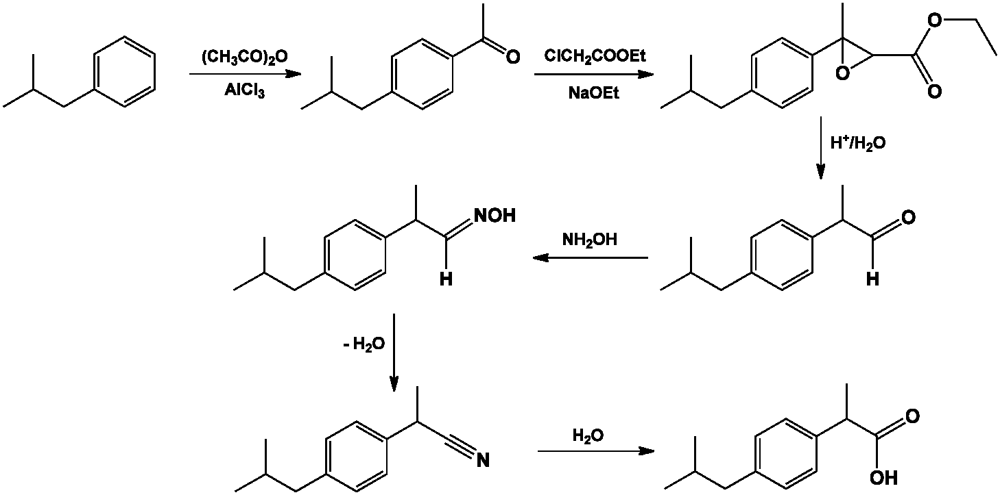 (CH₃CO)₂O
AlCl₃
O
ClCH₂COOEt
NaOEt
O
O
O
H⁺/H₂O
NOH
H
NH₂OH
O
H
- H₂O
N
H₂O
O
OH